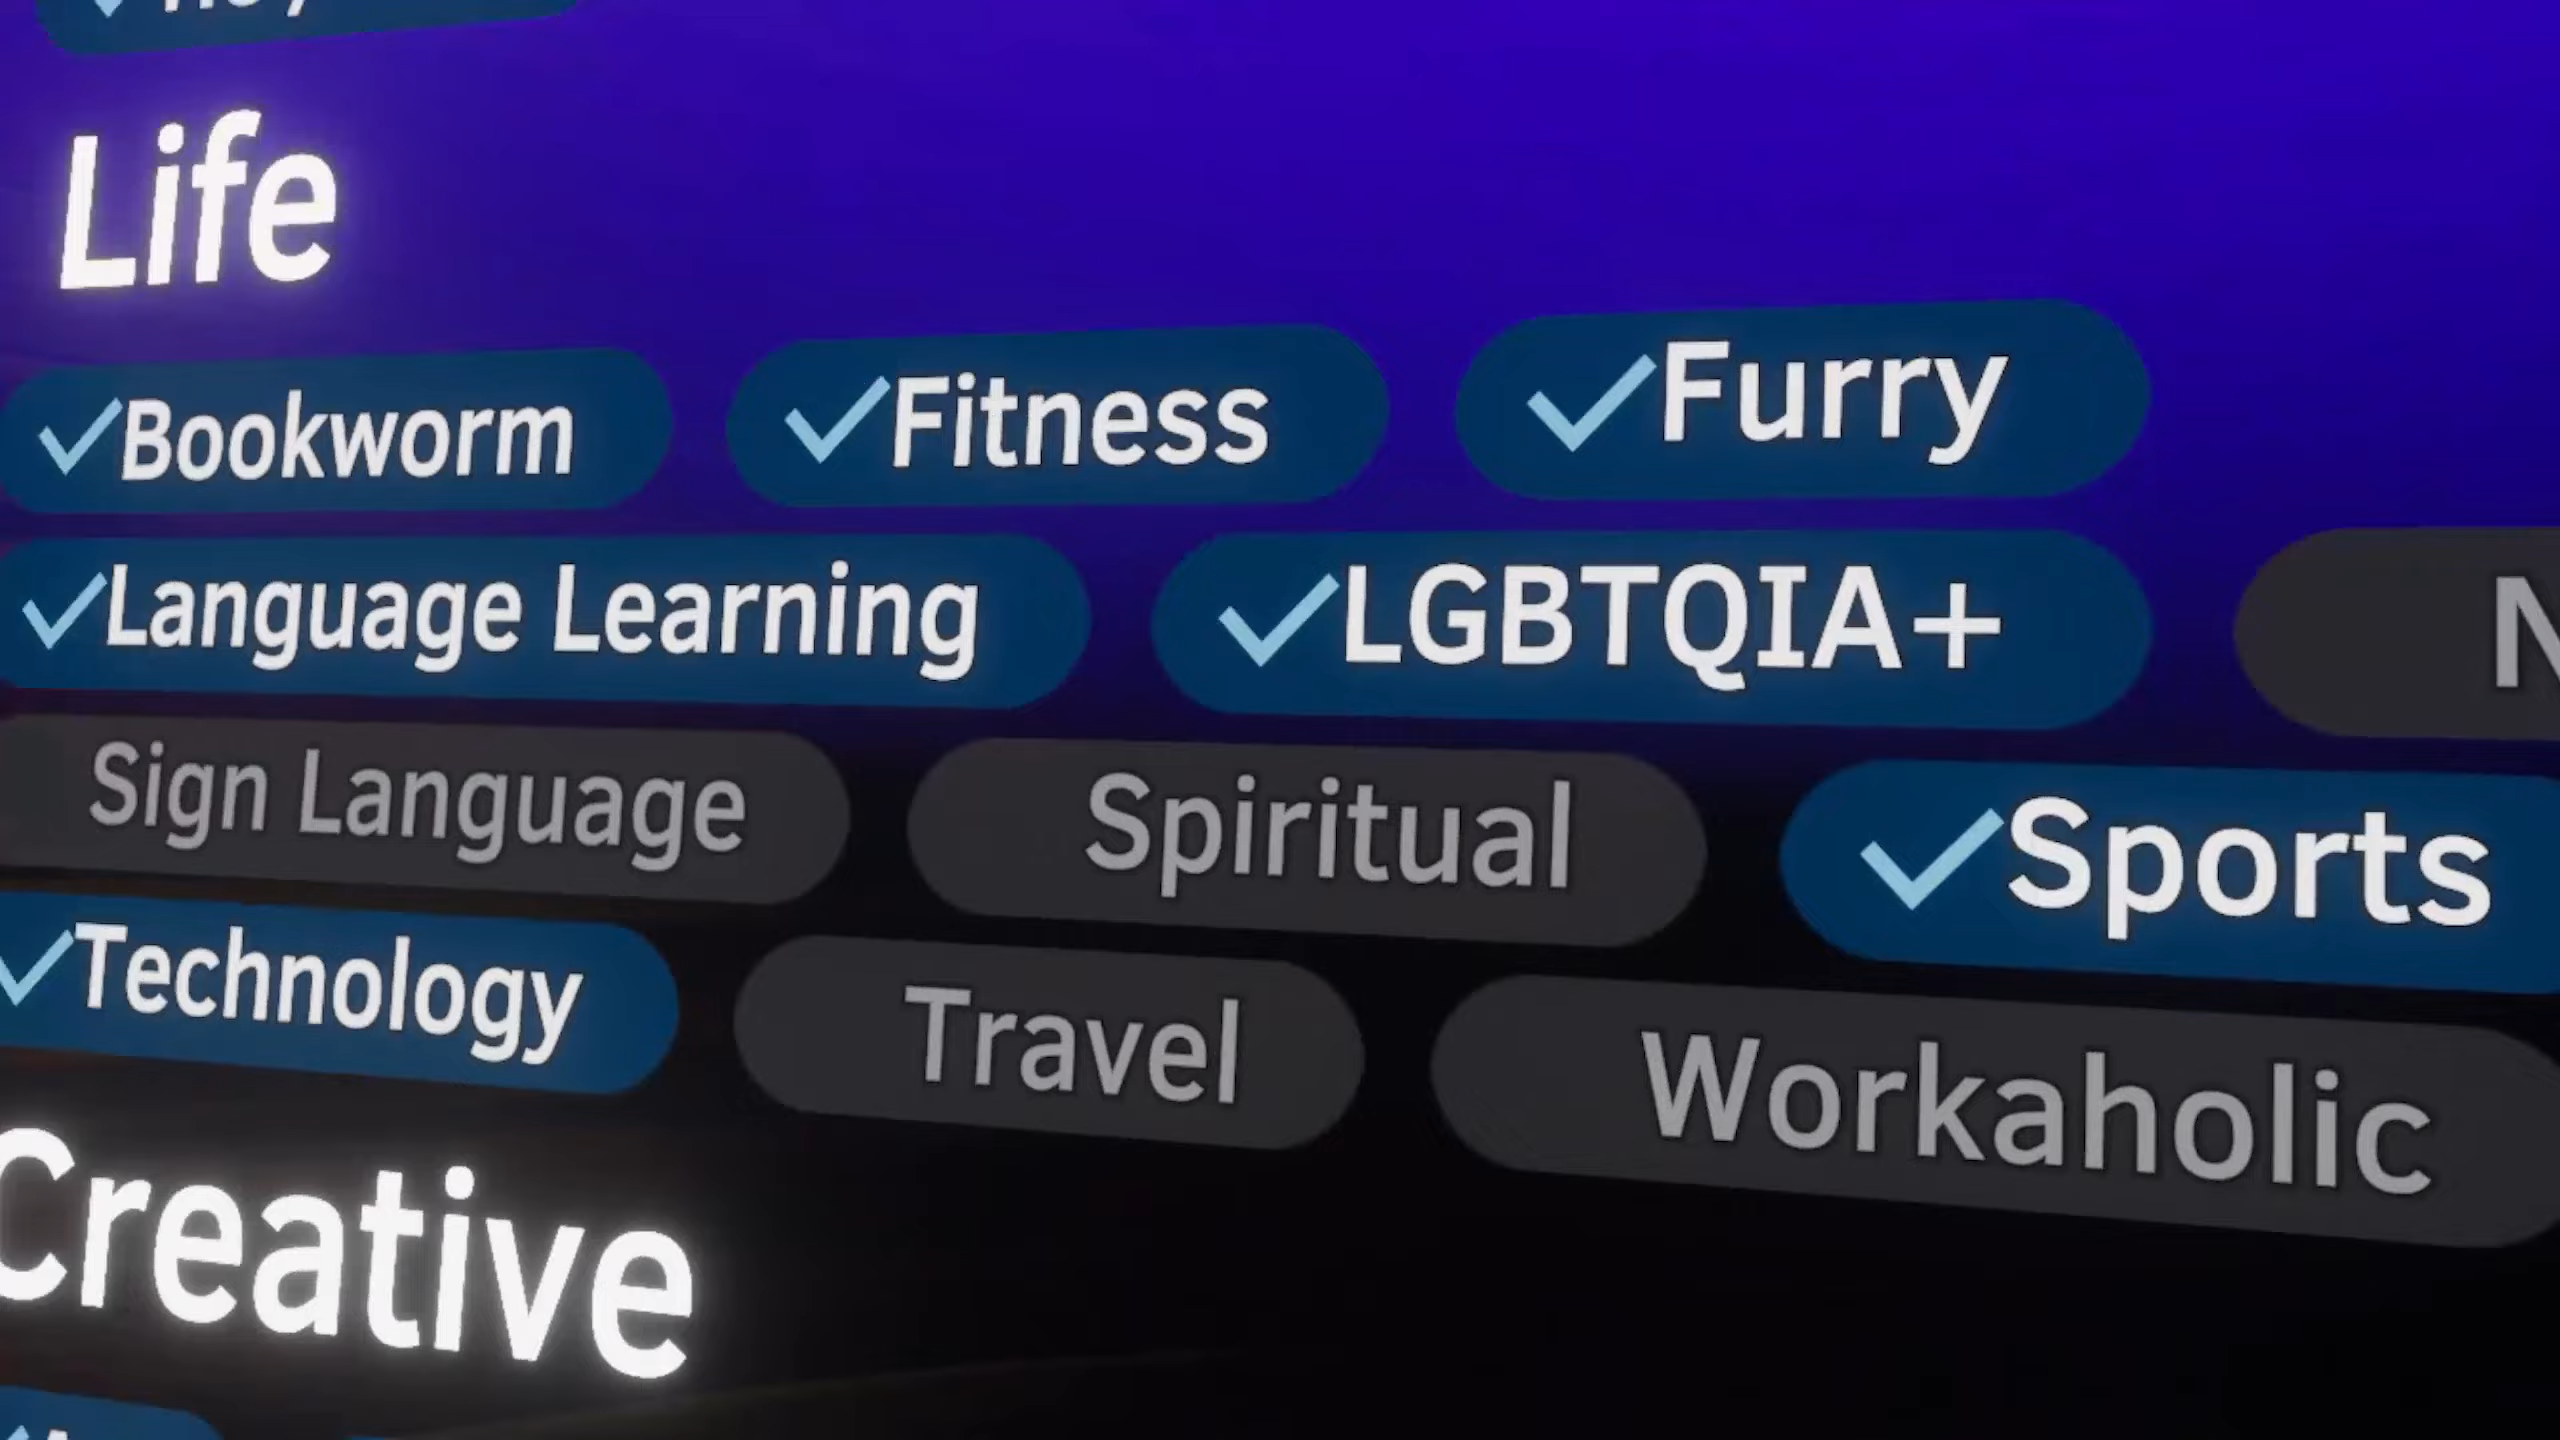 Life
Bookworm Fitness Furry
Language Learning LGBTQIA+
Sign Language Spiritual Sports
Technology Travel Workaholic
Creative